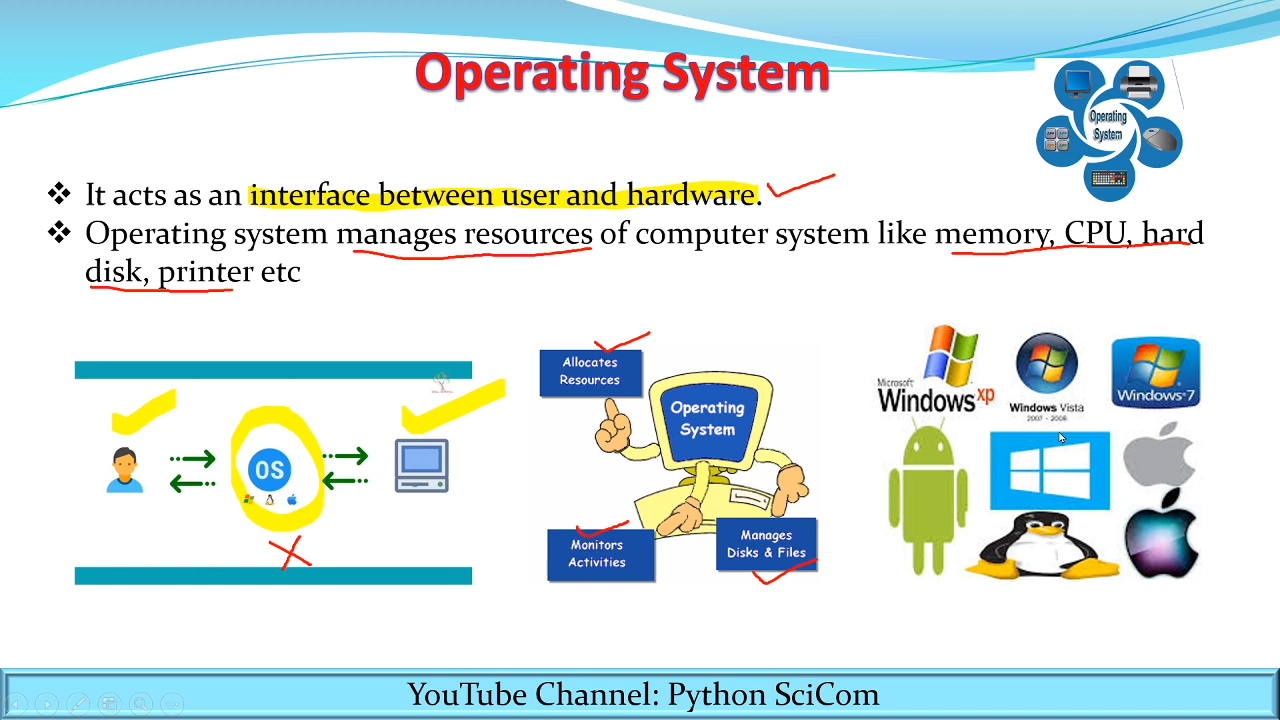 Operating System
Operating
System
It acts as an interface between user and hardware.
Operating system manages resources of computer system like memory, CPU, hard
disk, printer etc
Allocates
Resources
Operating
System
Monitors
Activities
Manages
Disks & Files
OS
Microsoft
Windows xp
Windows Vista
2007 - 2008
Windows 7
YouTube Channel: Python SciCom